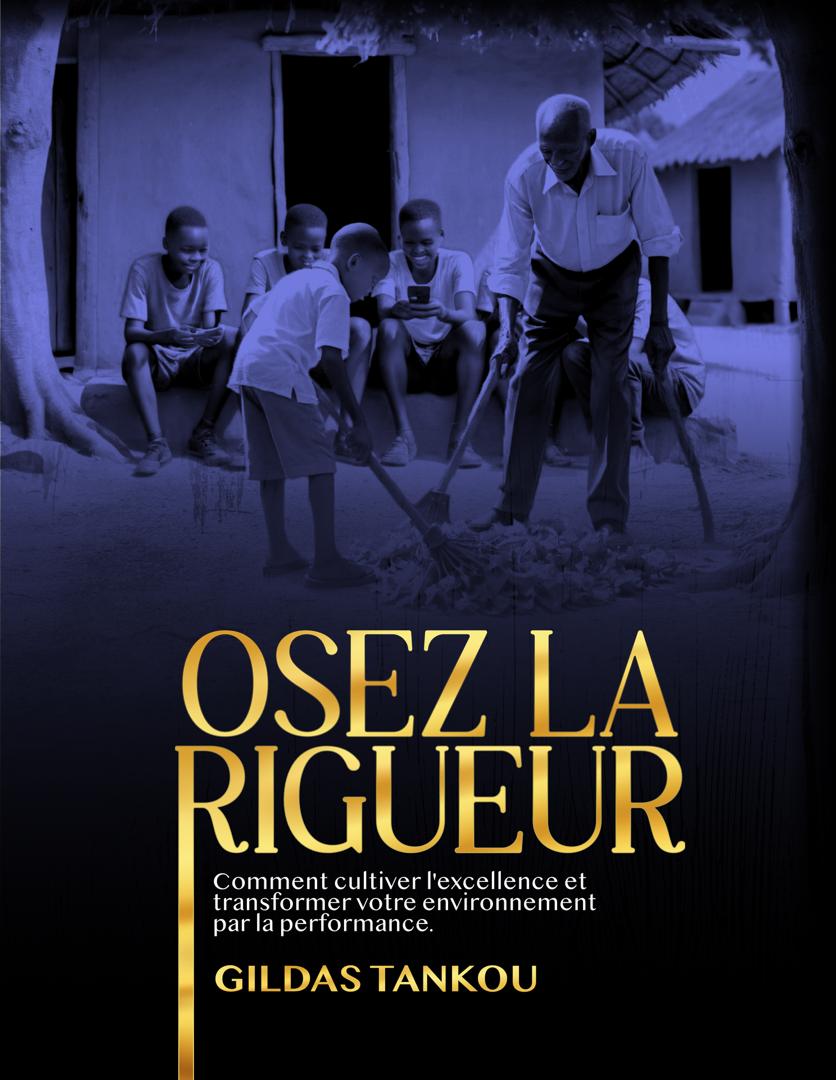 OSEZ LA
RIGUEUR
Comment cultiver l'excellence et
transformer votre environnement
par la performance.
GILDAS TANKOU